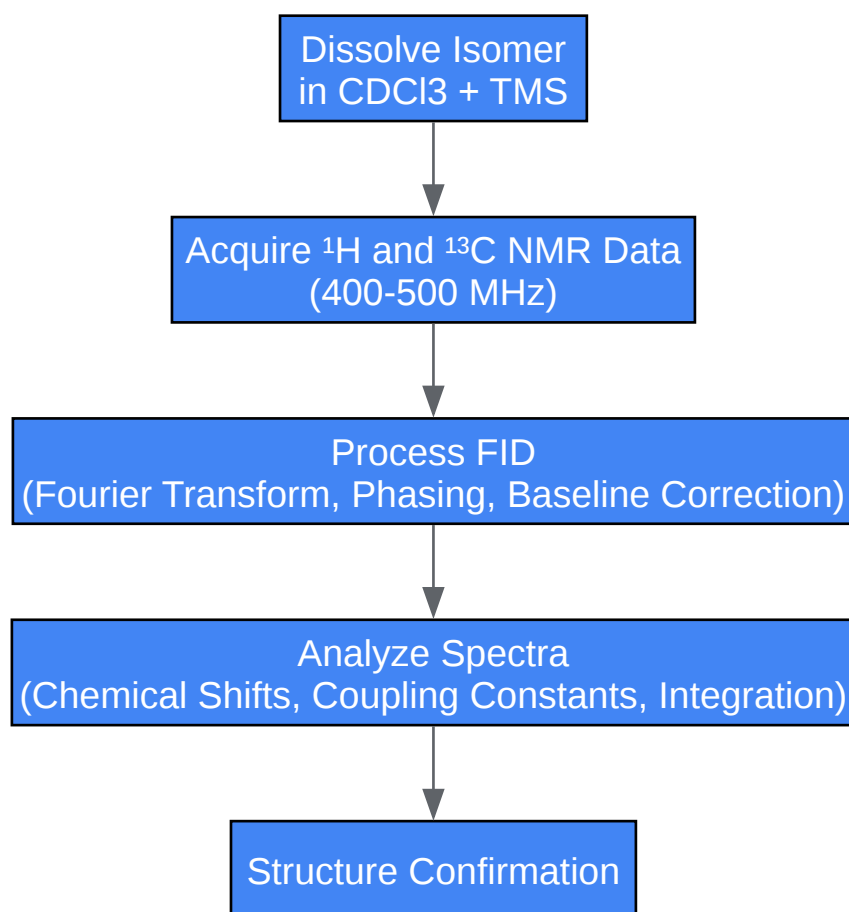 Dissolve Isomer
in CDCl3 + TMS
Acquire ¹H and ¹³C NMR Data
(400-500 MHz)
Process FID
(Fourier Transform, Phasing, Baseline Correction)
Analyze Spectra
(Chemical Shifts, Coupling Constants, Integration)
Structure Confirmation